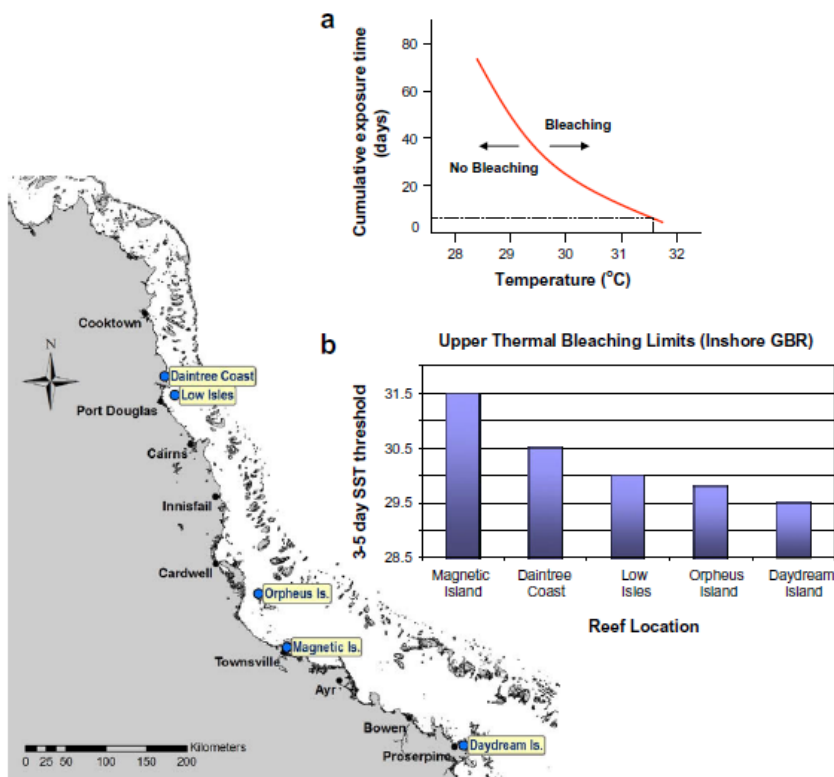 a
Cumulative exposure time
(days)
80
60
40
20
0
Bleaching
No Bleaching
28
29
30
31
32
Temperature (°C)
b
Upper Thermal Bleaching Limits (Inshore GBR)
3-5 day SST threshold
31.5
30.5
29.5
28.5
Magnetic
Island
Daintree
Coast
Low
Isles
Orpheus
Island
Daydream
Island
Reef Location
N
Cooktown
Daintree Coast
Low Isles
Port Douglas
Cairns
Innisfail
Cardwell
Orpheus Is.
Magnetic Is.
Townsville
Ayr
Bowen
Proserpine
Daydream Is.
Kilometers
0 25 50 100 150 200